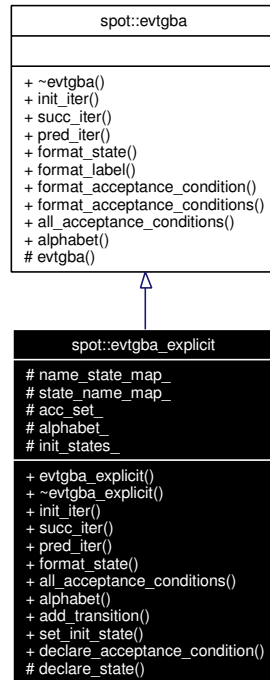 spot::evtgba
+ ~evtgba()
+ init_iter()
+ succ_iter()
+ pred_iter()
+ format_state()
+ format_label()
+ format_acceptance_condition()
+ format_acceptance_conditions()
+ all_acceptance_conditions()
+ alphabet()
# evtgba()
spot::evtgba_explicit
# name_state_map_
# state_name_map_
# acc_set_
# alphabet_
# init_states_
+ evtgba_explicit()
+ ~evtgba_explicit()
+ init_iter()
+ succ_iter()
+ pred_iter()
+ format_state()
+ all_acceptance_conditions()
+ alphabet()
+ add_transition()
+ set_init_state()
+ declare_acceptance_condition()
# declare_state()